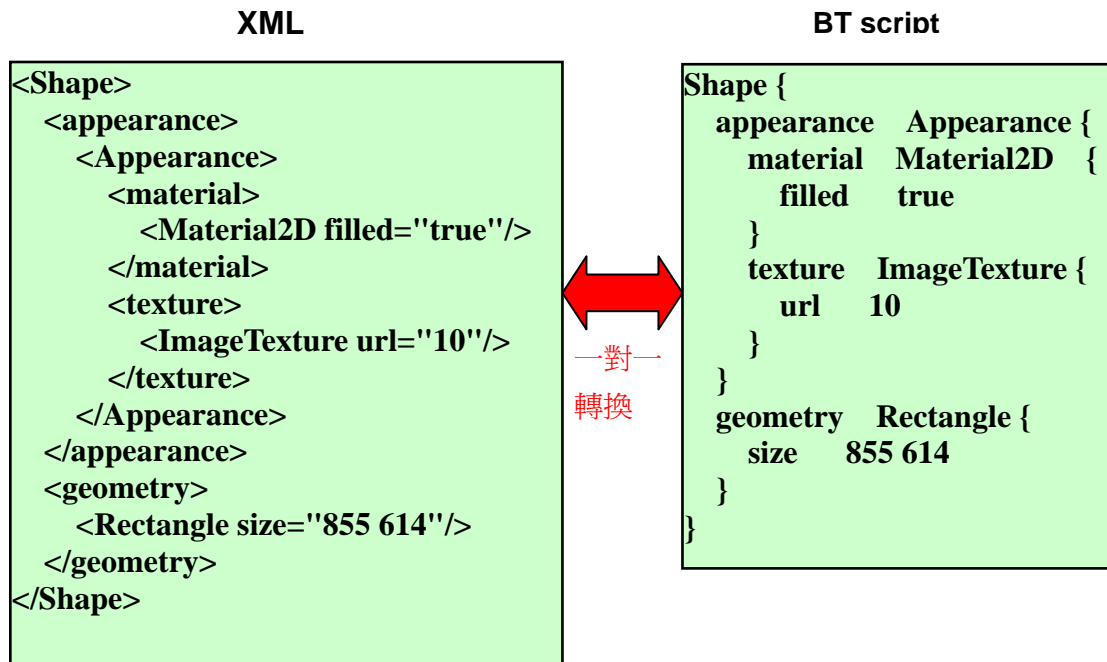 XML
<Shape>
<appearance>
<Appearance>
<material>
<Material2D filled="true"/>
</material>
<texture>
<ImageTexture url="10"/>
</texture>
</Appearance>
</appearance>
<geometry>
<Rectangle size="855 614"/>
</geometry>
</Shape>
一對一
轉換
BT script
Shape {
appearance Appearance {
material Material2D {
filled true
}
texture ImageTexture {
url 10
}
}
geometry Rectangle {
size 855 614
}
}